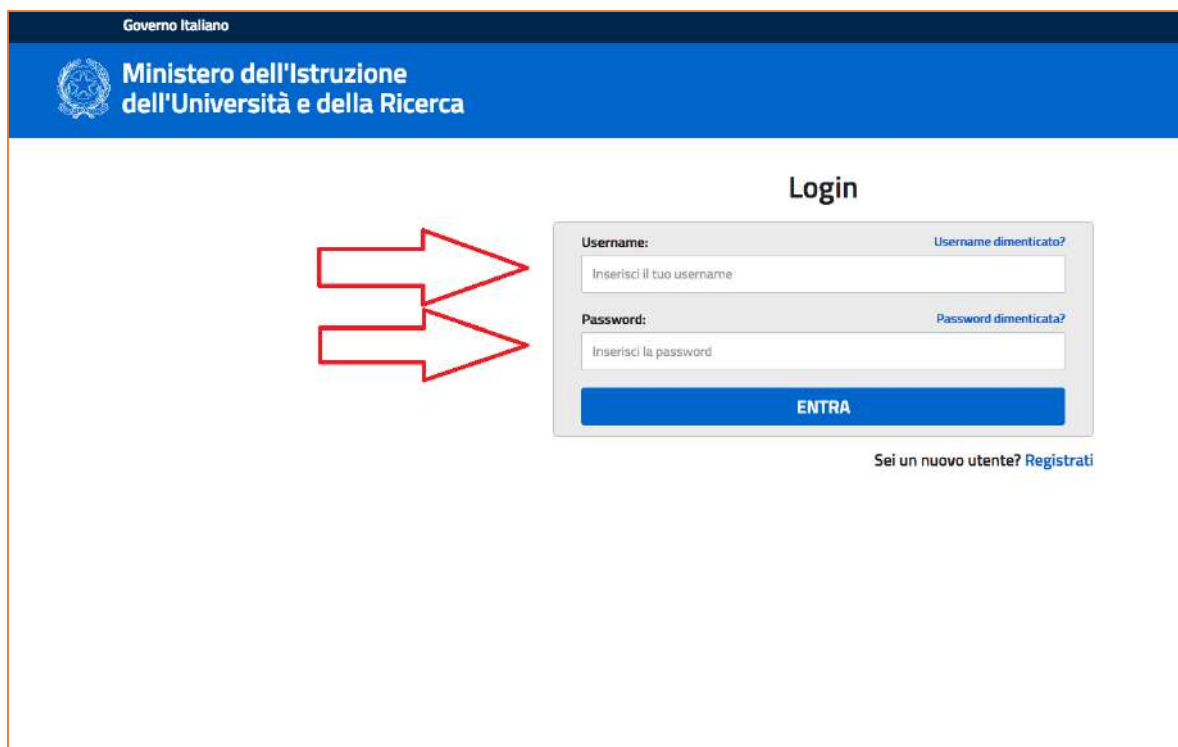 Governo Italiano
Ministero dell'Istruzione
dell'Università e della Ricerca
Login
Username: Username dimenticato?
Inserisci il tuo username
Password: Password dimenticata?
Inserisci la password
ENTRA
Sei un nuovo utente? Registrati